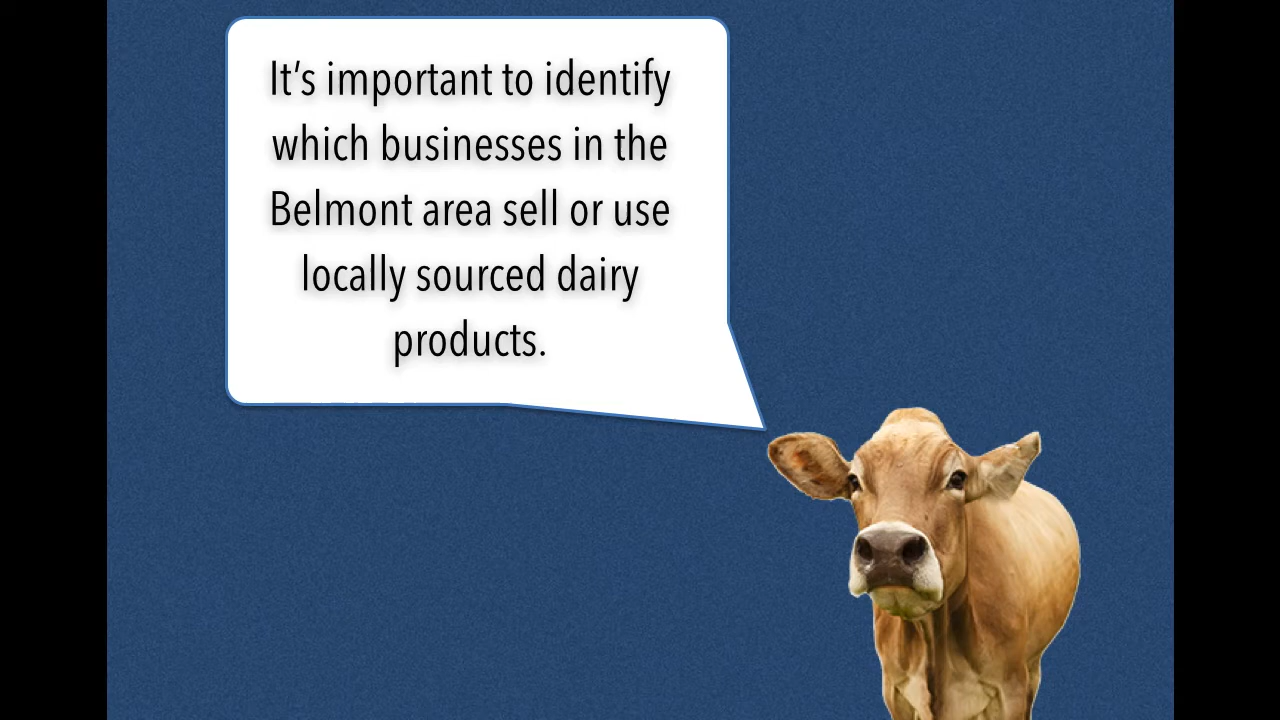 It’s important to identify
which businesses in the
Belmont area sell or use
locally sourced dairy
products.